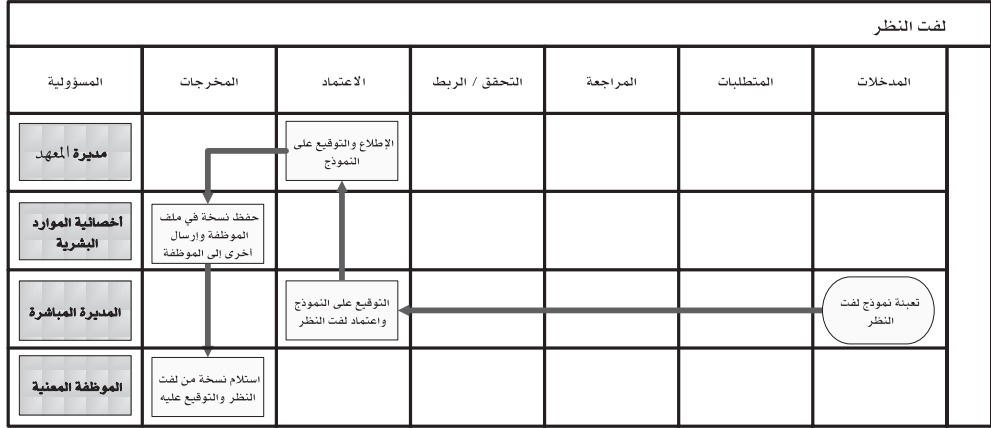 لفت النظر
المدخلات
المتطلبات
المراجعة
التحقق / الربط
الاعتماد
المخرجات
المسؤولية
الإطلاع والتوقيع على
النموذج
مديرة المعهد
حفظ نسخة في ملف
الموظفة وإرسال
أخرى إلى الموظفة
أخصائية الموارد
البشرية
تعبئة نموذج لفت
النظر
التوقيع على النموذج
واعتماد لفت النظر
المديرة المباشرة
استلام نسخة من لفت
النظر والتوقيع عليه
الموظفة المعنية